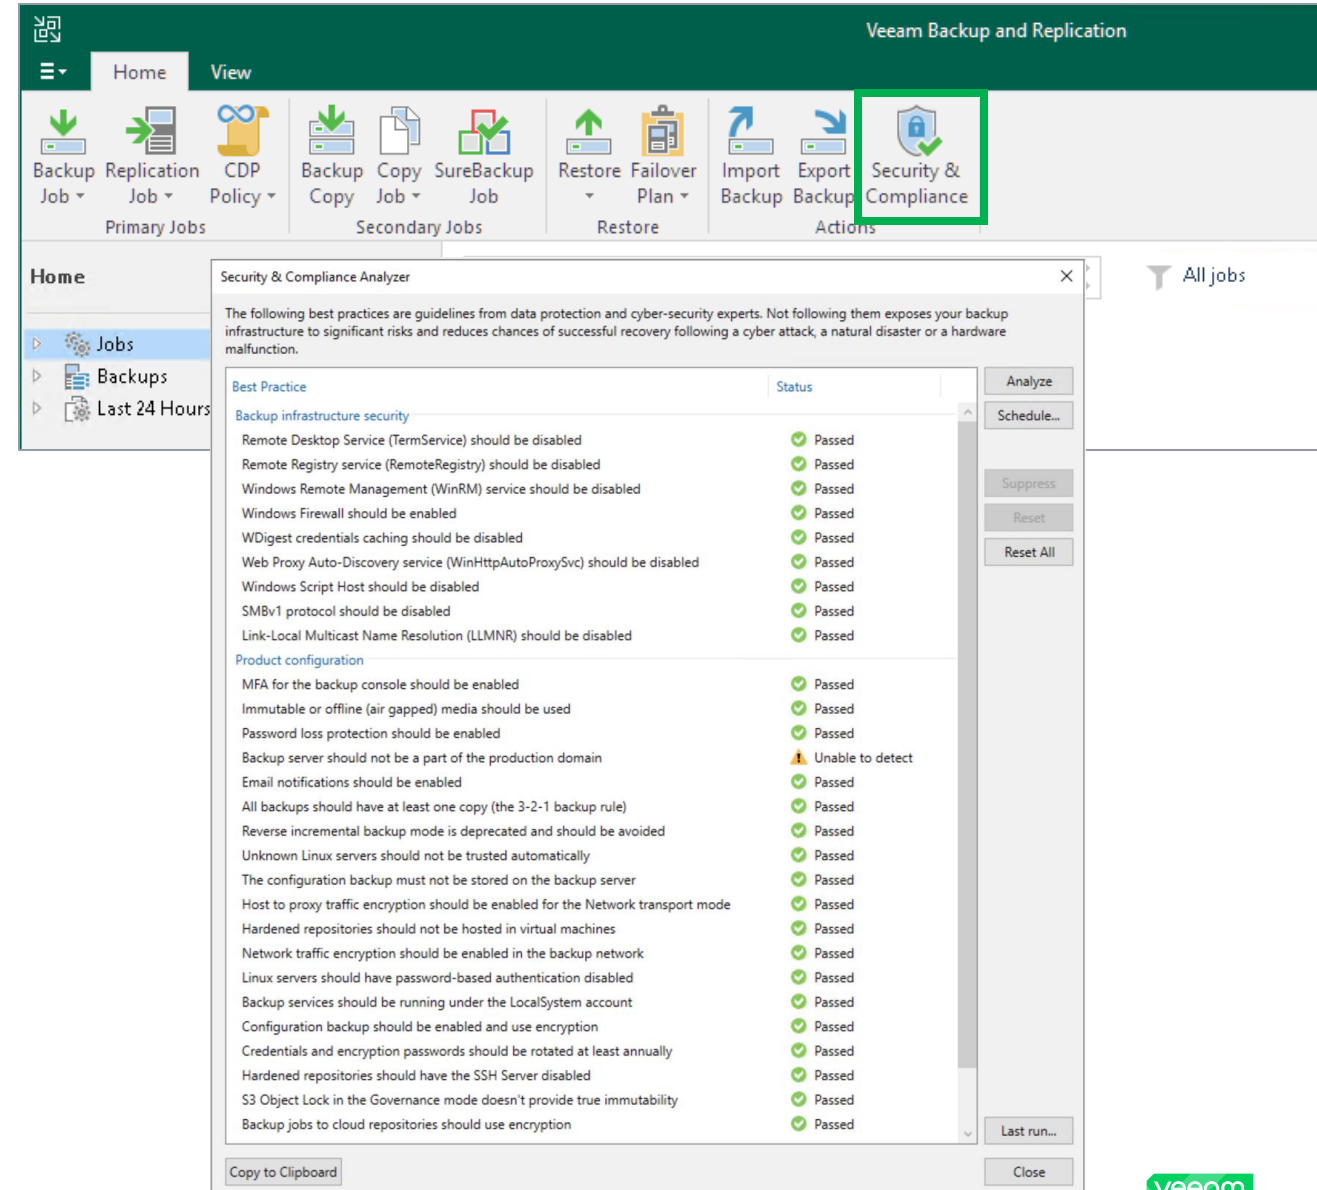 Veeam Backup and Replication
Home
View
Backup Job
Replication Job
CDP Policy
Primary Jobs
Backup Copy
Copy Job
SureBackup Job
Secondary Jobs
Restore
Failover Plan
Restore
Import Backup
Export Backup
Security & Compliance
Actions
Home
All jobs
Jobs
Backups
Last 24 Hours
Security & Compliance Analyzer
The following best practices are guidelines from data protection and cyber-security experts. Not following them exposes your backup
infrastructure to significant risks and reduces chances of successful recovery following a cyber attack, a natural disaster or a hardware
malfunction.
Best Practice Status
Analyze
Schedule...
Suppress
Reset
Reset All
Backup infrastructure security
Remote Desktop Service (TermService) should be disabled Passed
Remote Registry service (RemoteRegistry) should be disabled Passed
Windows Remote Management (WinRM) service should be disabled Passed
Windows Firewall should be enabled Passed
WDigest credentials caching should be disabled Passed
Web Proxy Auto-Discovery service (WinHttpAutoProxySvc) should be disabled Passed
Windows Script Host should be disabled Passed
SMBv1 protocol should be disabled Passed
Link-Local Multicast Name Resolution (LLMNR) should be disabled Passed
Product configuration
MFA for the backup console should be enabled Passed
Immutable or offline (air gapped) media should be used Passed
Password loss protection should be enabled Passed
Backup server should not be a part of the production domain Unable to detect
Email notifications should be enabled Passed
All backups should have at least one copy (the 3-2-1 backup rule) Passed
Reverse incremental backup mode is deprecated and should be avoided Passed
Unknown Linux servers should not be trusted automatically Passed
The configuration backup must not be stored on the backup server Passed
Host to proxy traffic encryption should be enabled for the Network transport mode Passed
Hardened repositories should not be hosted in virtual machines Passed
Network traffic encryption should be enabled in the backup network Passed
Linux servers should have password-based authentication disabled Passed
Backup services should be running under the LocalSystem account Passed
Configuration backup should be enabled and use encryption Passed
Credentials and encryption passwords should be rotated at least annually Passed
Hardened repositories should have the SSH Server disabled Passed
S3 Object Lock in the Governance mode doesn't provide true immutability Passed
Backup jobs to cloud repositories should use encryption Passed
Last run...
Copy to Clipboard
Close
veeam